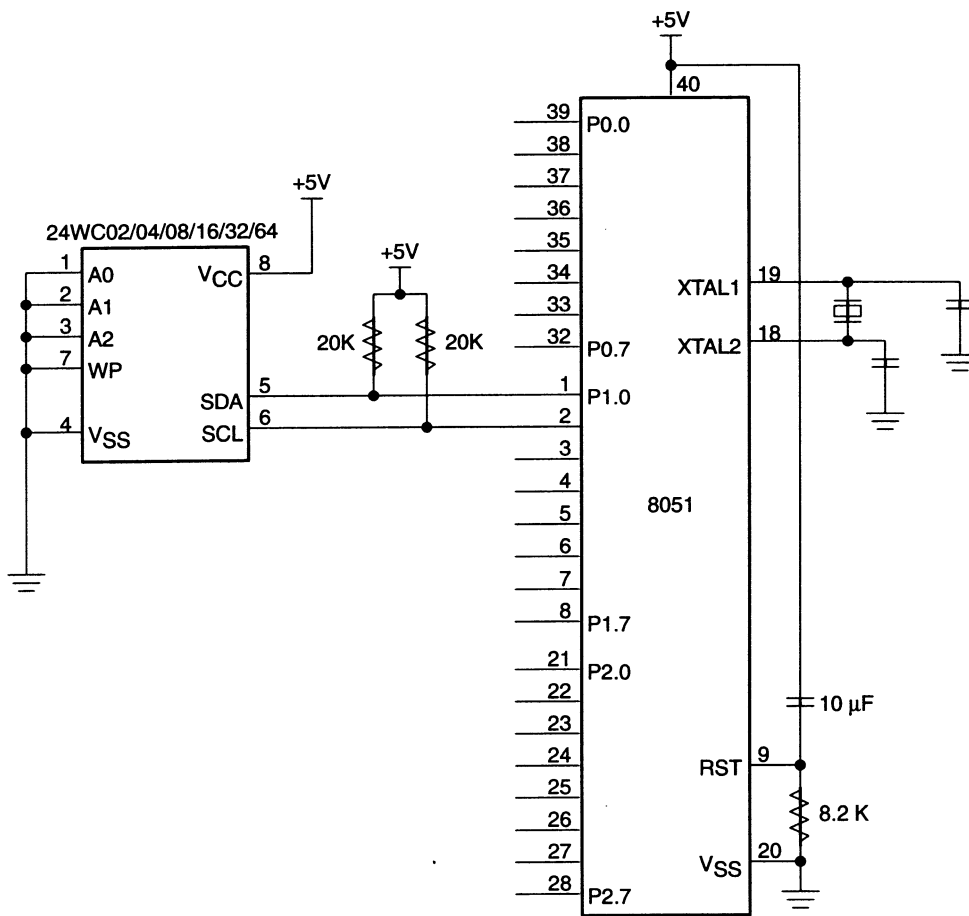 +5V
40
39 P0.0
38
37
36
35
34
33
32 P0.7
1 P1.0
2
3
4
5
6
7
8 P1.7
21 P2.0
22
23
24
25
26
27
28 P2.7
8051
XTAL1 19
XTAL2 18
RST 9
VSS 20
10 µF
8.2 K
+5V
24WC02/04/08/16/32/64
1 A0
2 A1
3 A2
7 WP
4 VSS
VCC 8
SDA 5
SCL 6
+5V
20K
20K